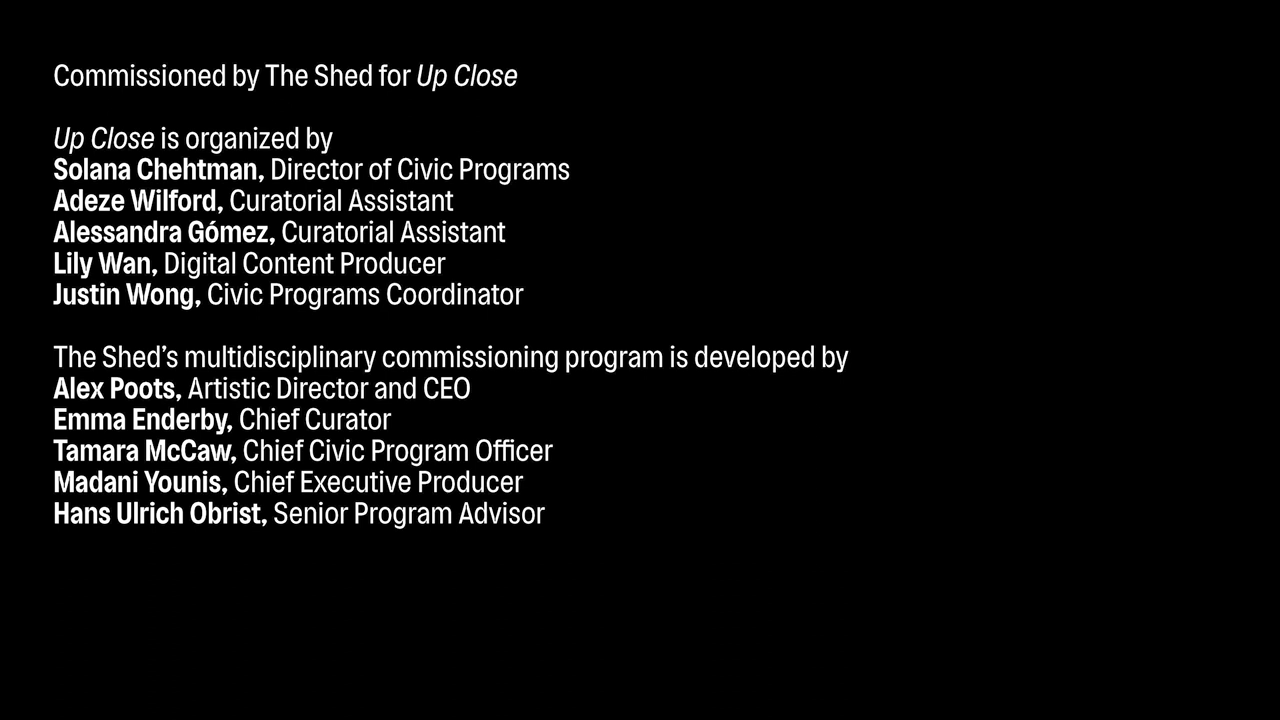 Commissioned by The Shed for Up Close
Up Close is organized by
Solana Chehtman, Director of Civic Programs
Adeze Wilford, Curatorial Assistant
Alessandra Gómez, Curatorial Assistant
Lily Wan, Digital Content Producer
Justin Wong, Civic Programs Coordinator
The Shed’s multidisciplinary commissioning program is developed by
Alex Poots, Artistic Director and CEO
Emma Enderby, Chief Curator
Tamara McCaw, Chief Civic Program Officer
Madani Younis, Chief Executive Producer
Hans Ulrich Obrist, Senior Program Advisor